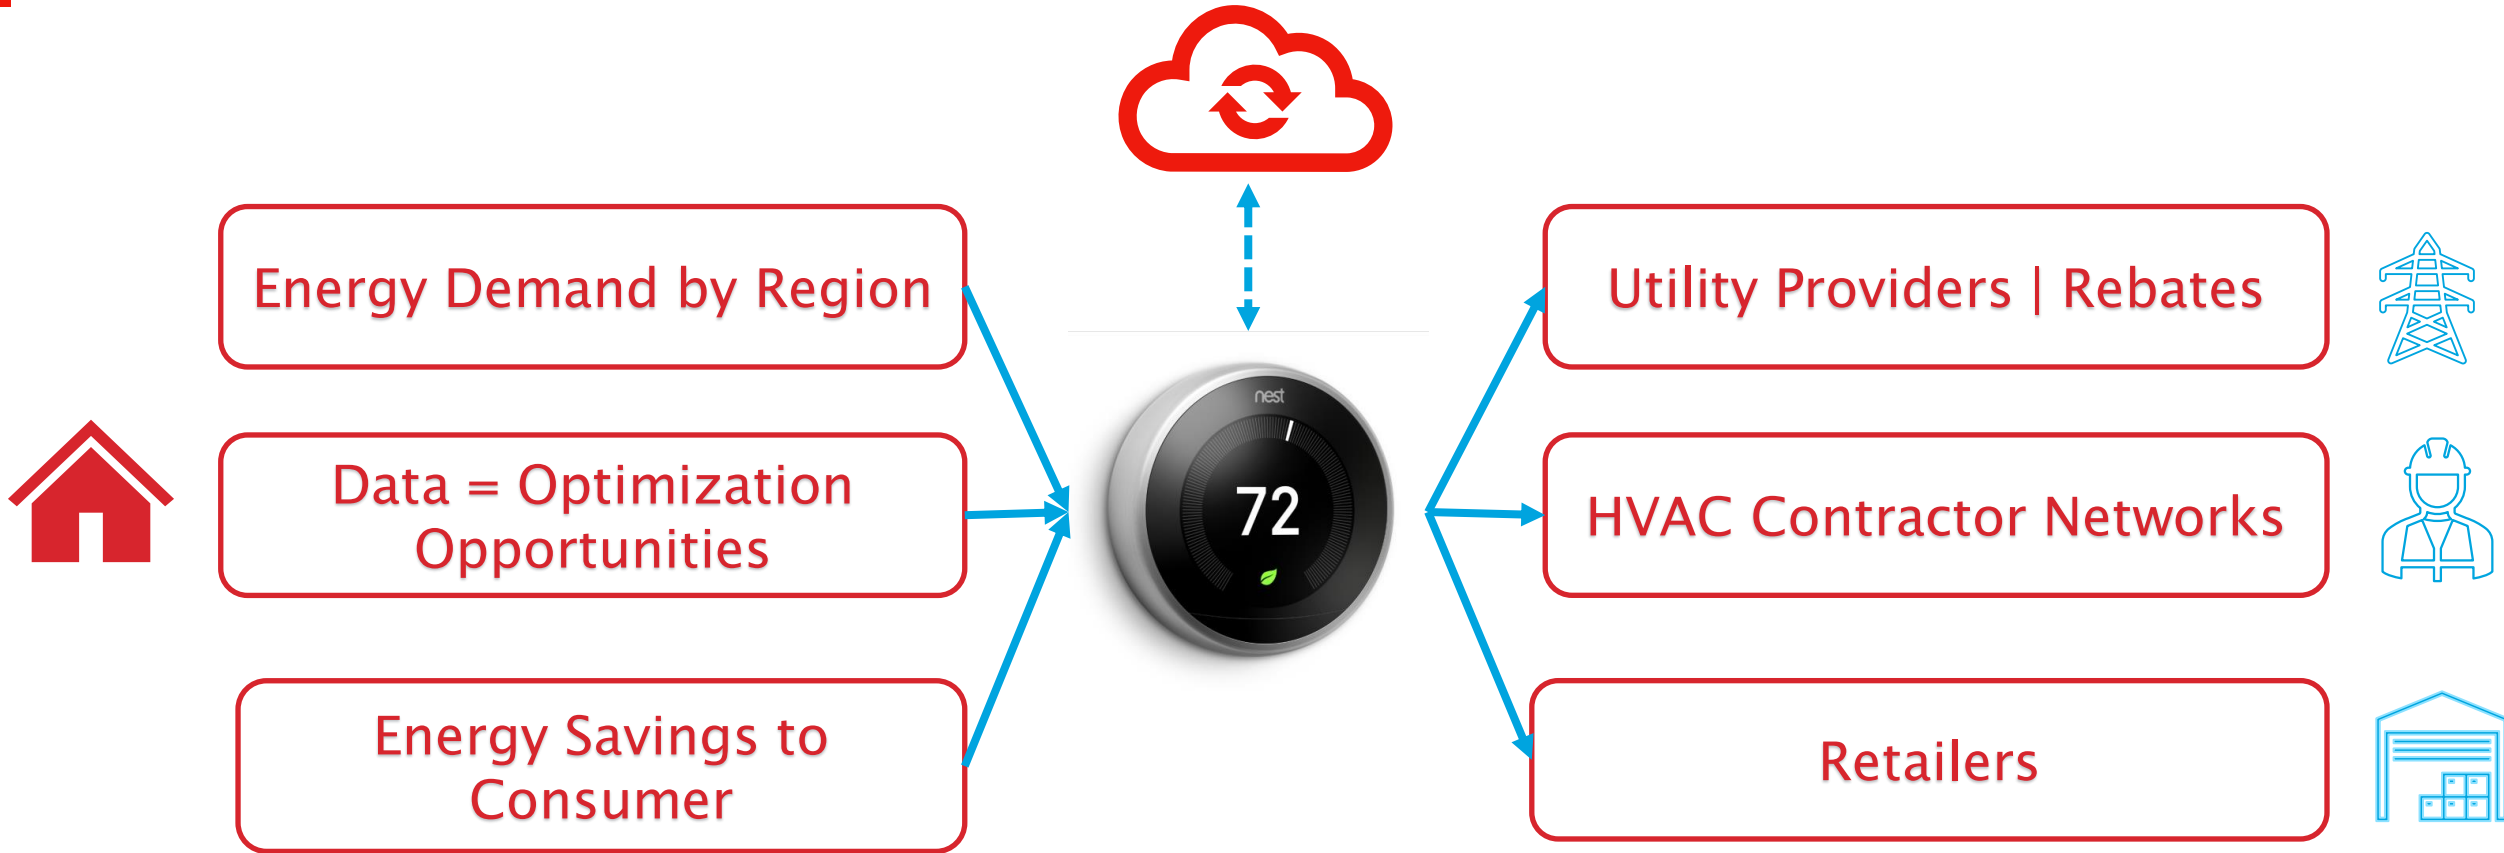 Energy Demand by Region
Data = Optimization
Opportunities
Energy Savings to
Consumer
nest
72
Utility Providers | Rebates
HVAC Contractor Networks
Retailers